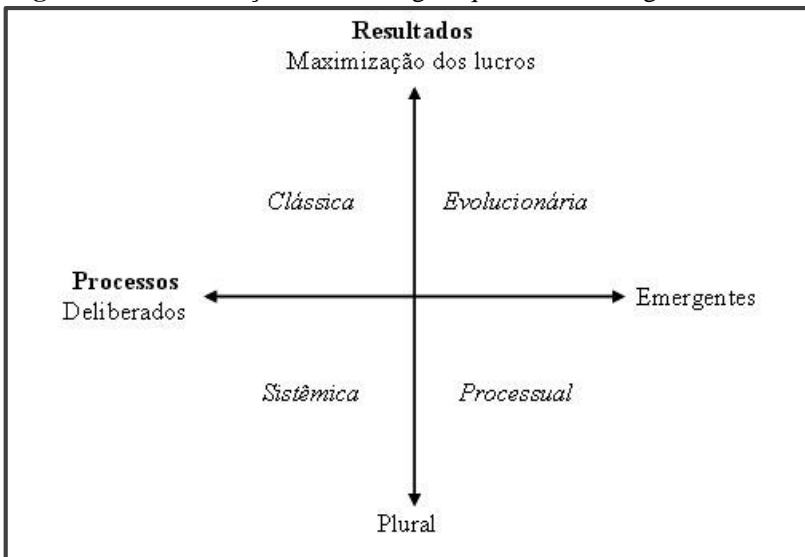 Resultados
Maximização dos lucros
Clássica Evolucionária
Processos
Deliberados
Emergentes
Sistêmica Processual
Plural